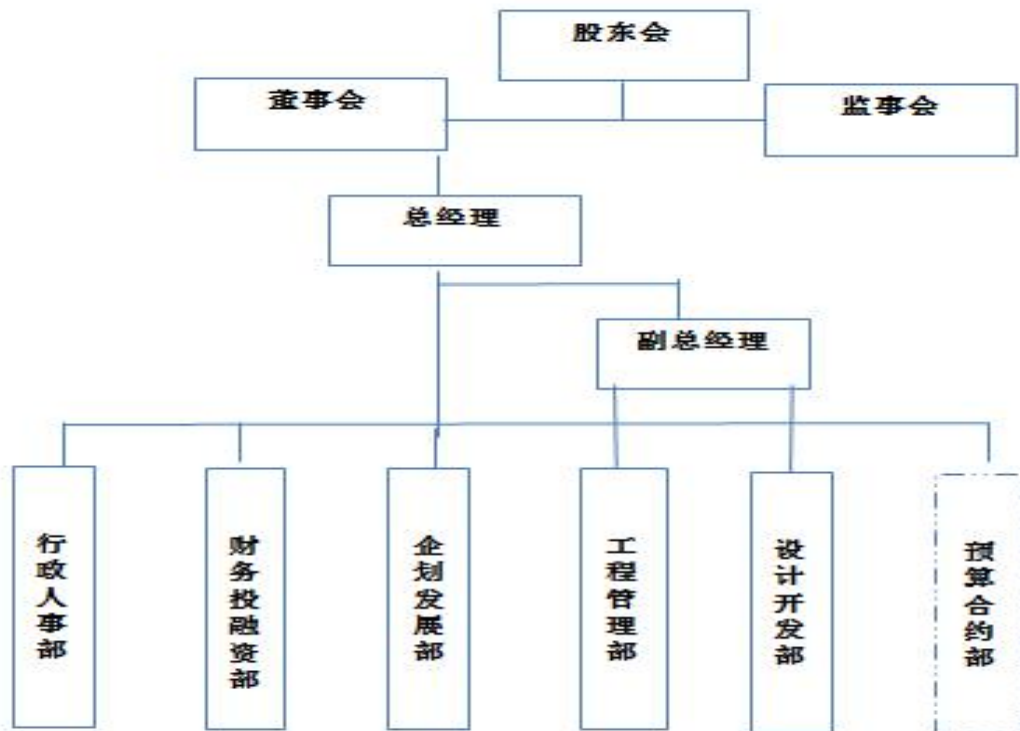 股东会
董事会
监事会
总经理
副总经理
行政人事部
财务投融资部
企划发展部
工程管理部
设计开发部
预算合约部